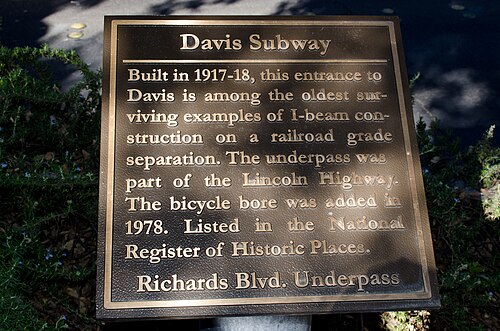 Davis Subway
Built in 1917-18, this entrance to
Davis is among the oldest sur-
viving examples of I-beam con-
struction on a railroad grade
separation. The underpass was
part of the Lincoln Highway.
The bicycle bore was added in
1978. Listed in the National
Register of Historic Places.
Richards Blvd. Underpass